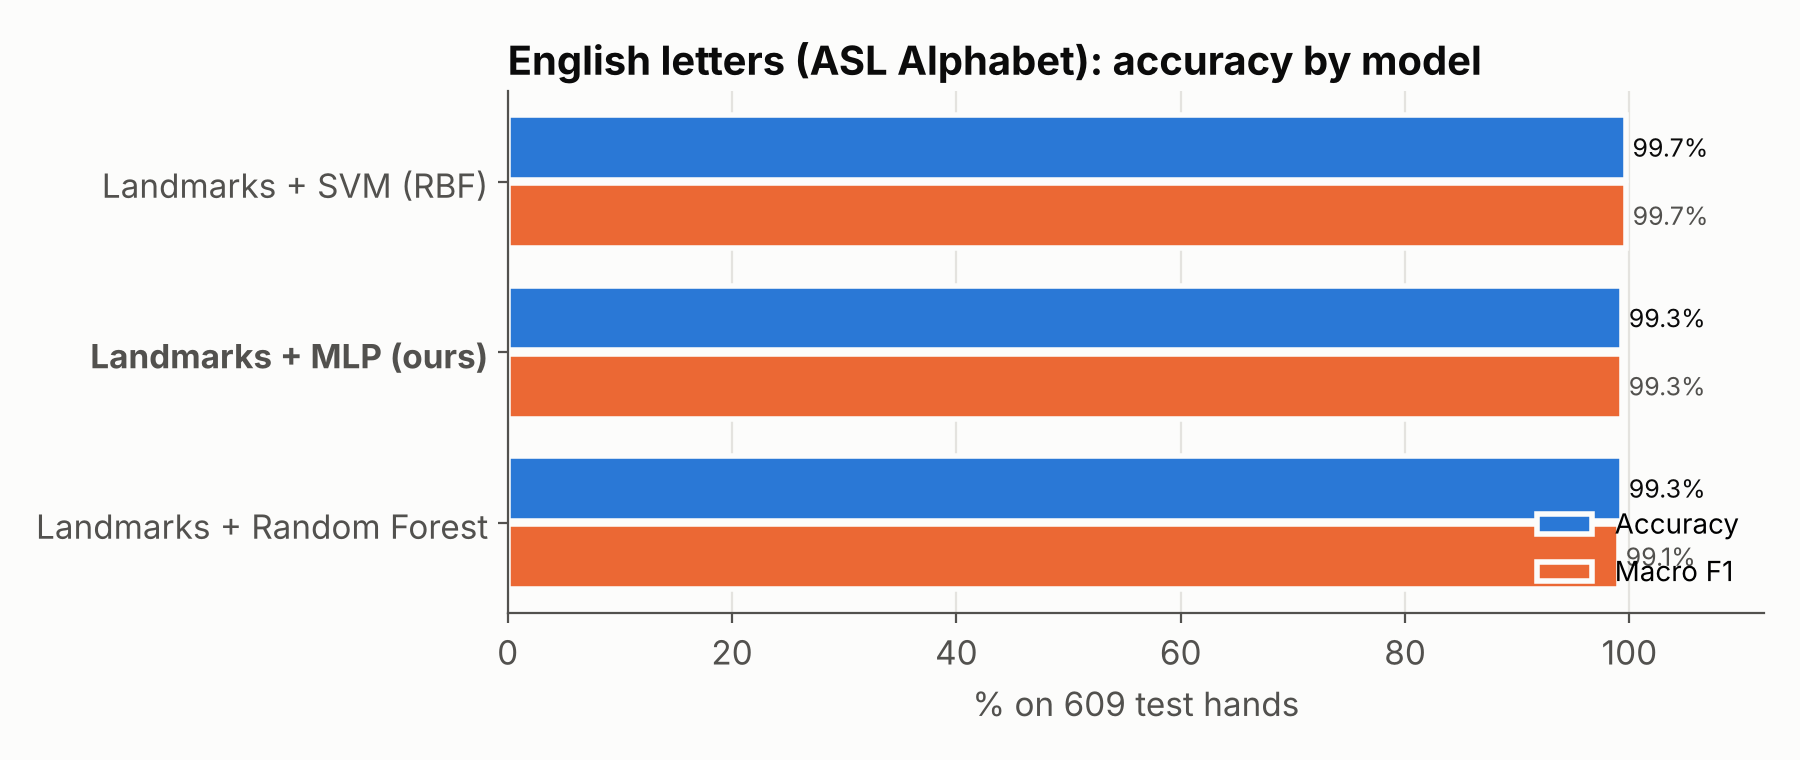 English letters (ASL Alphabet): accuracy by model
Landmarks + SVM (RBF)
99.7%
99.7%
Landmarks + MLP (ours)
99.3%
99.3%
Landmarks + Random Forest
99.3%
99.1%
Accuracy
Macro F1
0 20 40 60 80 100
% on 609 test hands